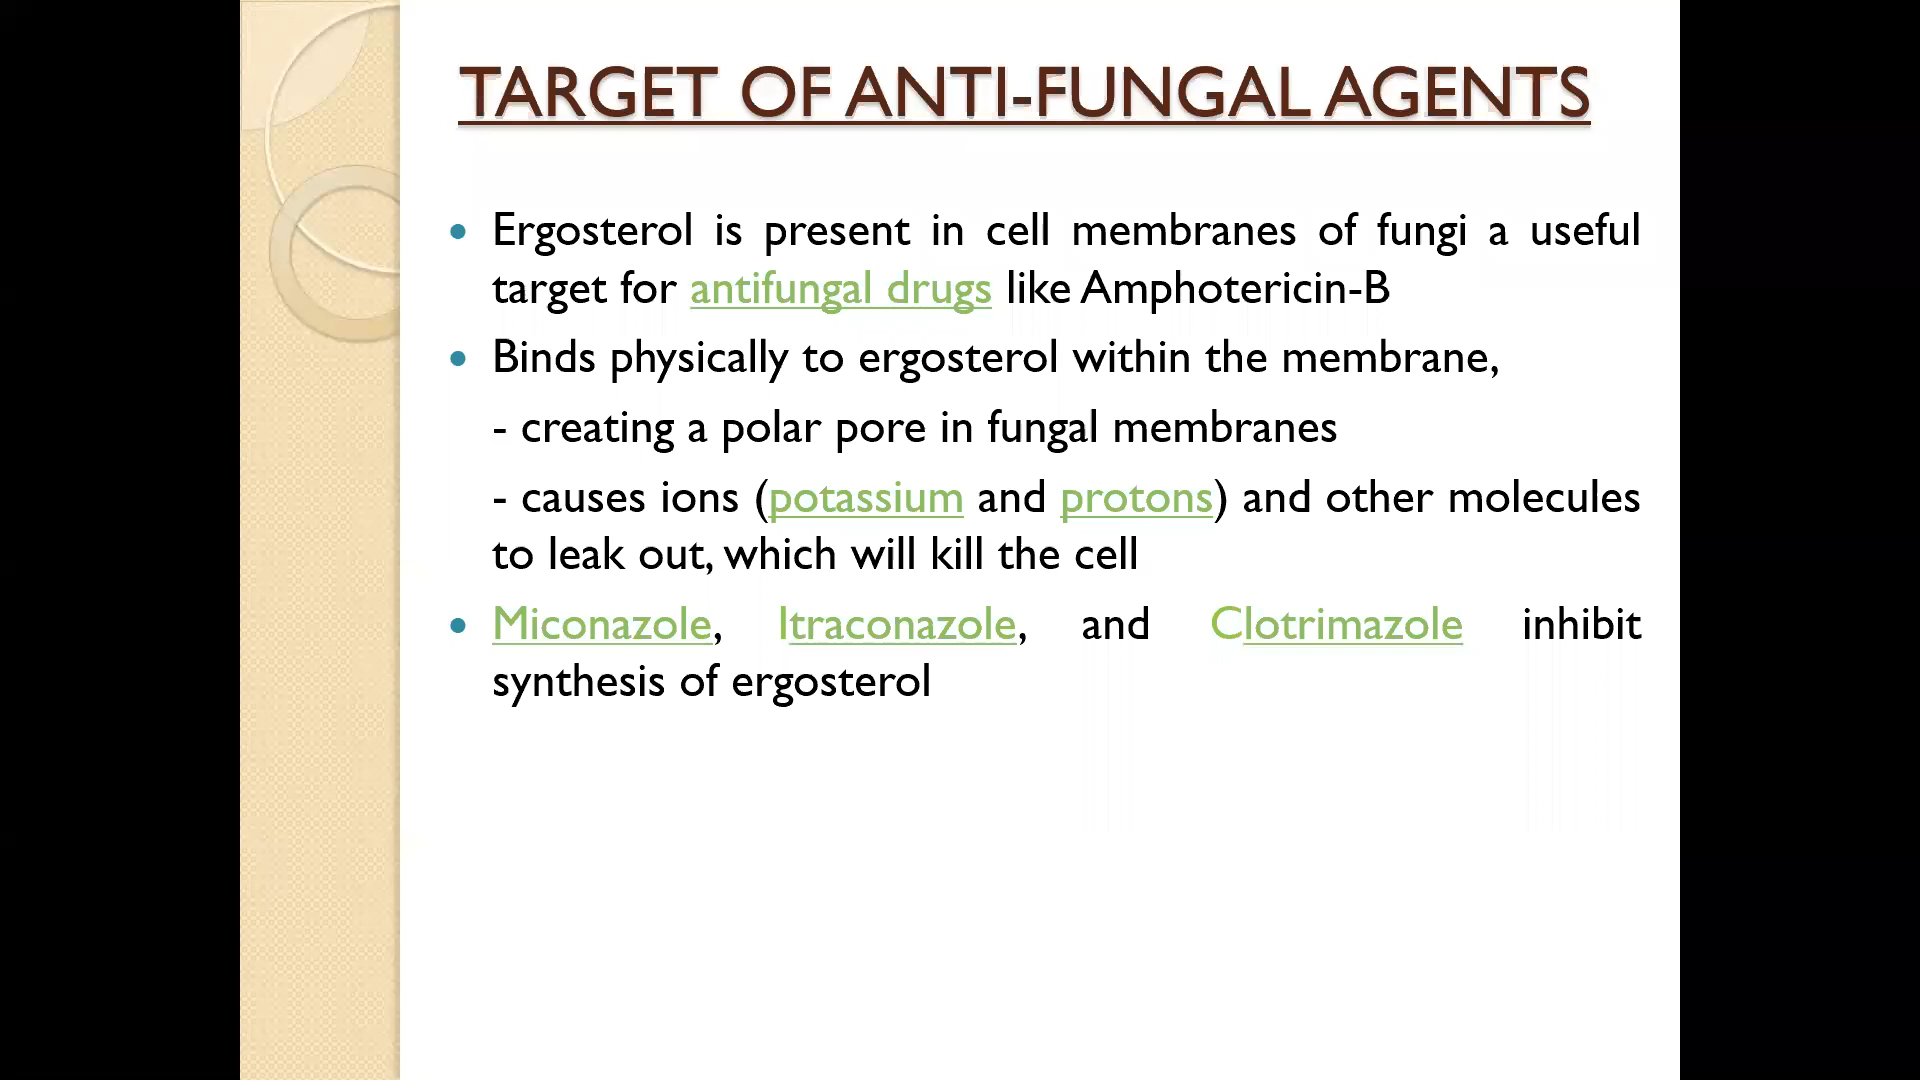 TARGET OF ANTI-FUNGAL AGENTS
• Ergosterol is present in cell membranes of fungi a useful
target for antifungal drugs like Amphotericin-B
• Binds physically to ergosterol within the membrane,
- creating a polar pore in fungal membranes
- causes ions (potassium and protons) and other molecules
to leak out, which will kill the cell
• Miconazole, Itraconazole, and Clotrimazole inhibit
synthesis of ergosterol